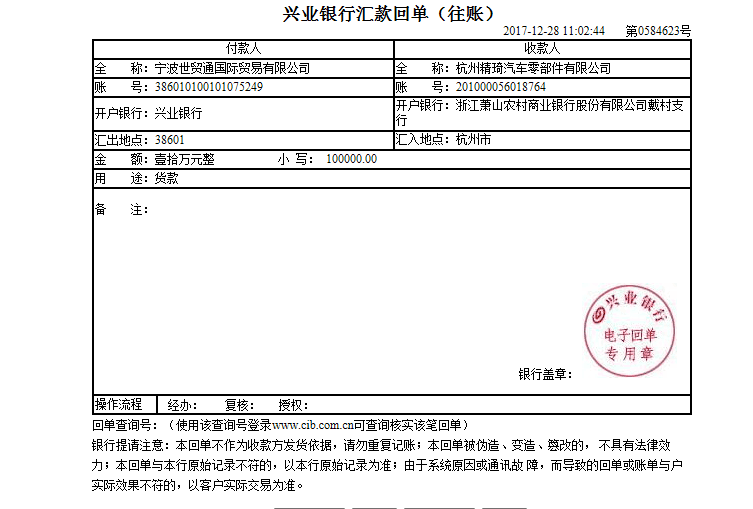 兴业银行汇款回单（往账）
2017-12-28 11:02:44 第0584623号
付款人 收款人
全 称：宁波世贸通国际贸易有限公司 全 称：杭州精琦汽车零部件有限公司
账 号：386010100101075249 账 号：201000056018764
开户银行：兴业银行 开户银行：浙江萧山农村商业银行股份有限公司戴村支
行
汇出地点：38601 汇入地点：杭州市
金 额：壹拾万元整 小 写： 100000.00
用 途：货款
备 注：
兴业银行
电子回单
专用章
银行盖章：
操作流程 经办： 复核： 授权：
回单查询号：（使用该查询号登录www.cib.com.cn可查询核实该笔回单）
银行提请注意：本回单不作为收款方发货依据，请勿重复记账；本回单被伪造、变造、篡改的， 不具有法律效
力；本回单与本行原始记录不符的，以本行原始记录为准；由于系统原因或通讯故 障，而导致的回单或账单与户
实际效果不符的，以客户实际交易为准。